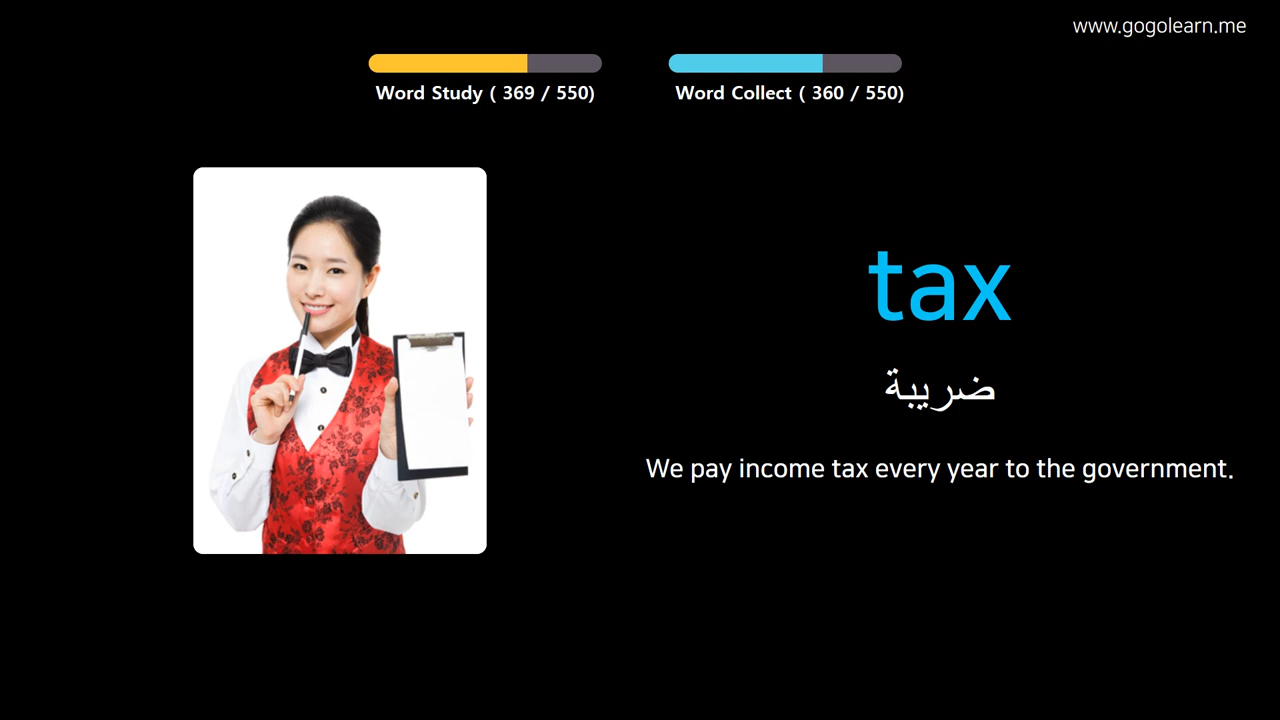 www.gogolearn.me
Word Study ( 369 / 550)
Word Collect ( 360 / 550)
tax
ضريبة
We pay income tax every year to the government.